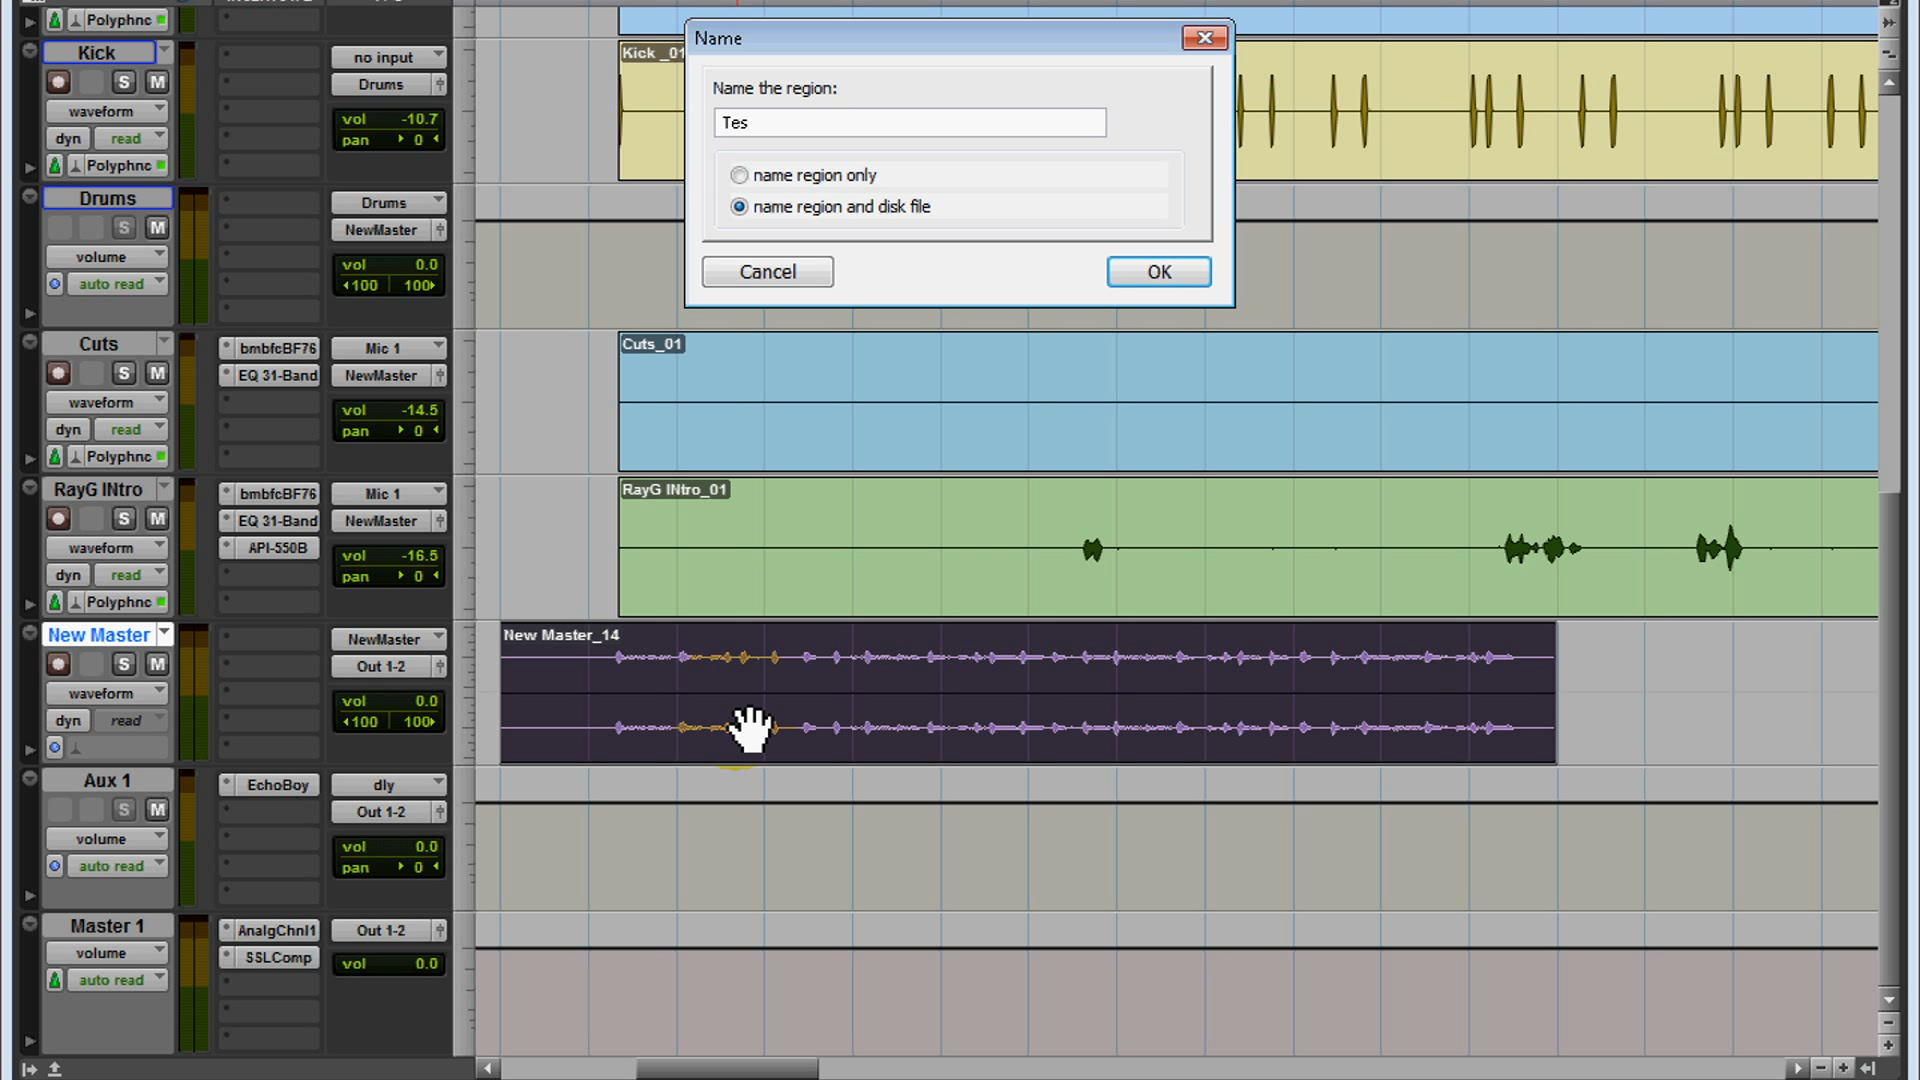 Polyphnc
Kick
S M
waveform
dyn read
Polyphnc
no input
Drums
vol -10.7
pan 0
Kick _01
Name
Name the region:
Tes
name region only
name region and disk file
Cancel OK
Drums
S M
volume
auto read
Drums
NewMaster
vol 0.0
100 100
Cuts
S M
waveform
dyn read
Polyphnc
bmbfcBF76
EQ 31-Band
Mic 1
NewMaster
vol -14.5
pan 0
Cuts_01
RayG INtro
S M
waveform
dyn read
Polyphnc
bmbfcBF76
EQ 31-Band
API-550B
Mic 1
NewMaster
vol -16.5
pan 0
RayG INtro_01
New Master
S M
waveform
dyn read
NewMaster
Out 1-2
vol 0.0
100 100
New Master_14
Aux 1
S M
volume
auto read
EchoBoy
dly
Out 1-2
vol 0.0
pan 0
Master 1
volume
auto read
AnalgChnl1
SSLComp
Out 1-2
vol 0.0